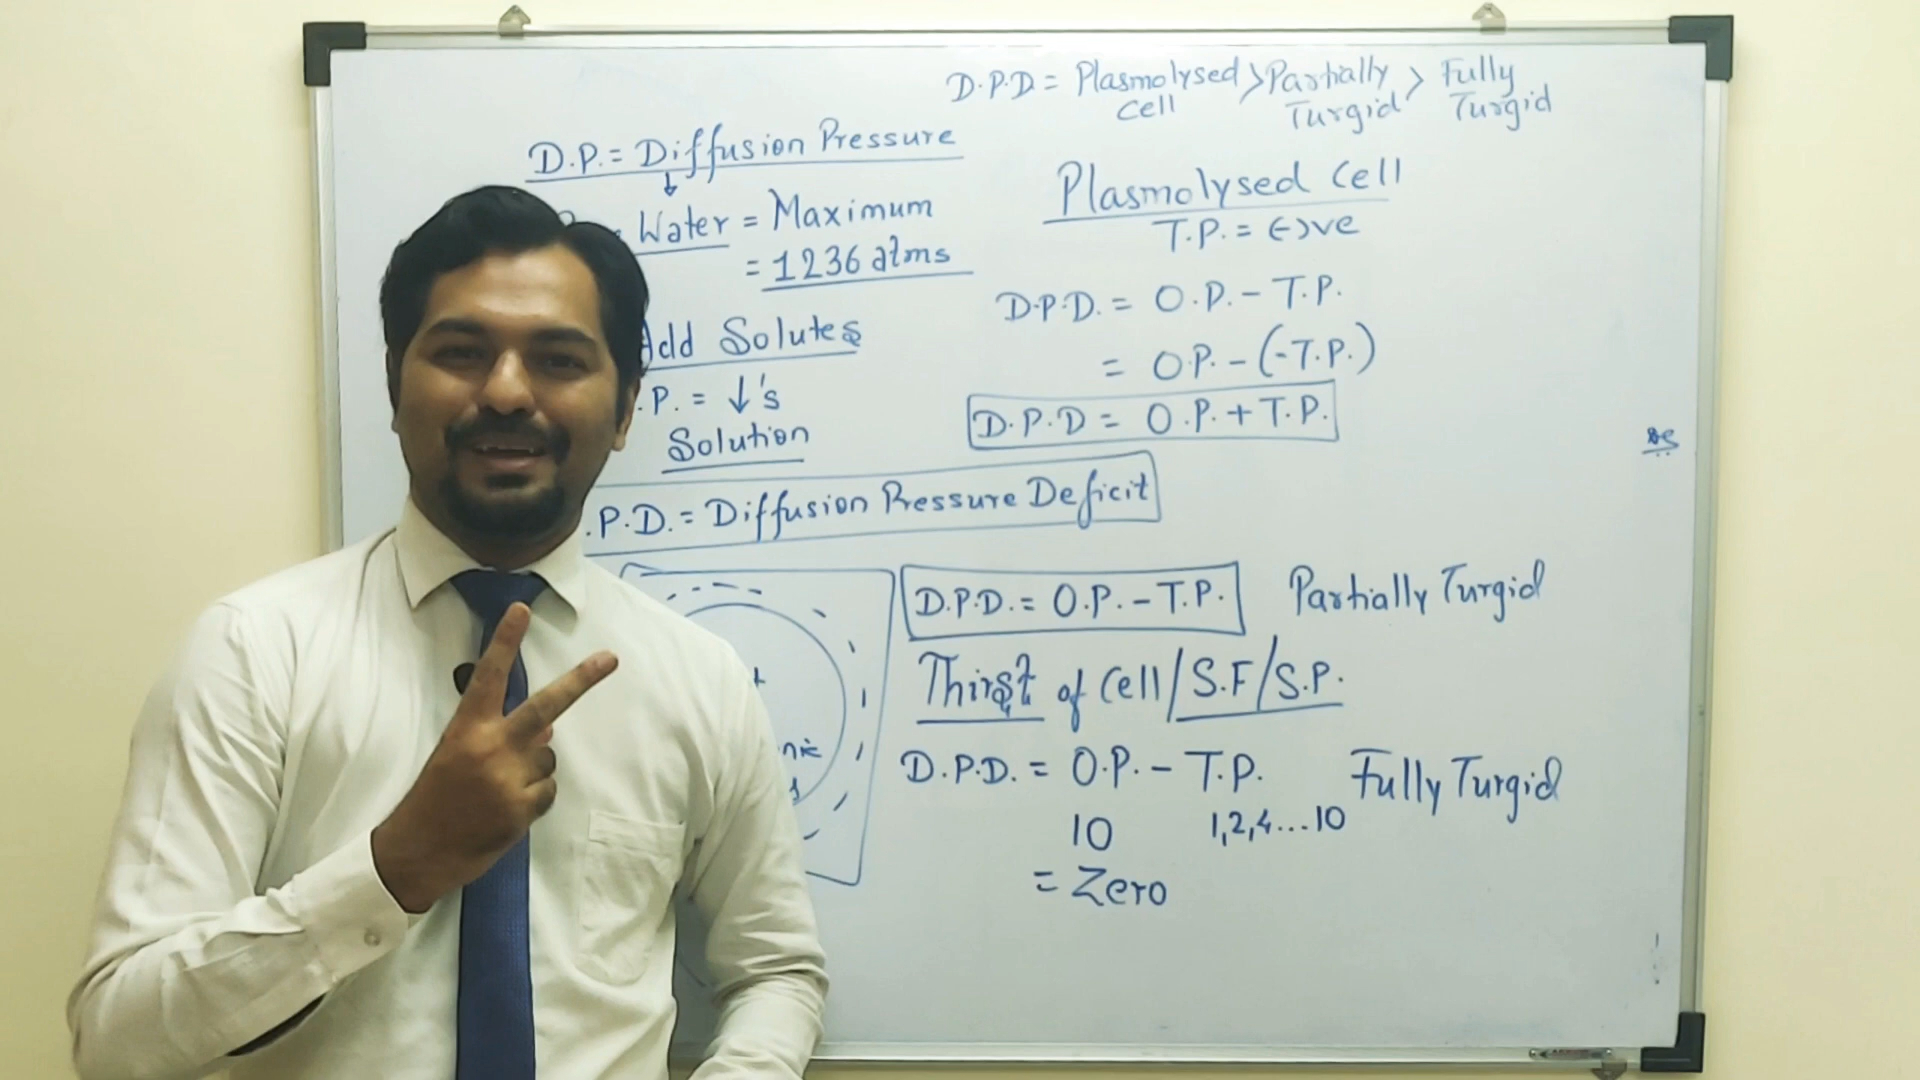 D.P.D = Plasmolysed Cell > Partially Turgid > Fully Turgid
D.P. = Diffusion Pressure
↓
Water = Maximum
= 1236 atms
Add Solutes
.P. = ↓'s
Solution
.P.D. = Diffusion Pressure Deficit
Plasmolysed Cell
T.P. = (-)ve
D.P.D. = O.P. - T.P.
= O.P. - (-T.P.)
D.P.D = O.P. + T.P.
D.P.D. = O.P. - T.P. Partially Turgid
Thirst of Cell/S.F/S.P.
D.P.D. = O.P. - T.P. Fully Turgid
10 1,2,4...10
= Zero